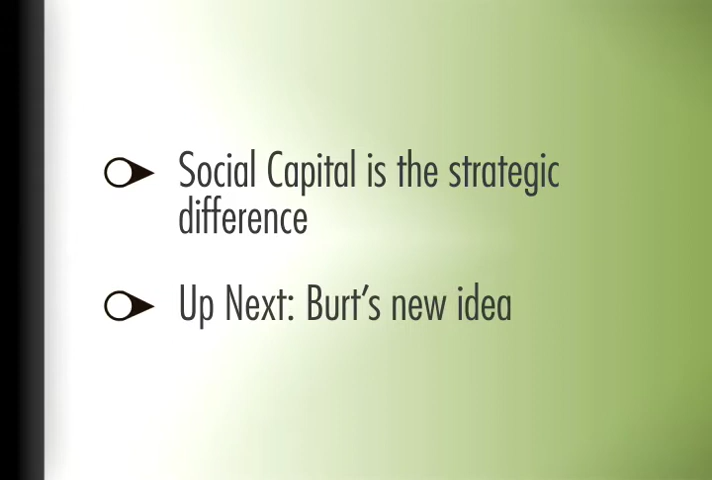 Social Capital is the strategic
difference
Up Next: Burt's new idea